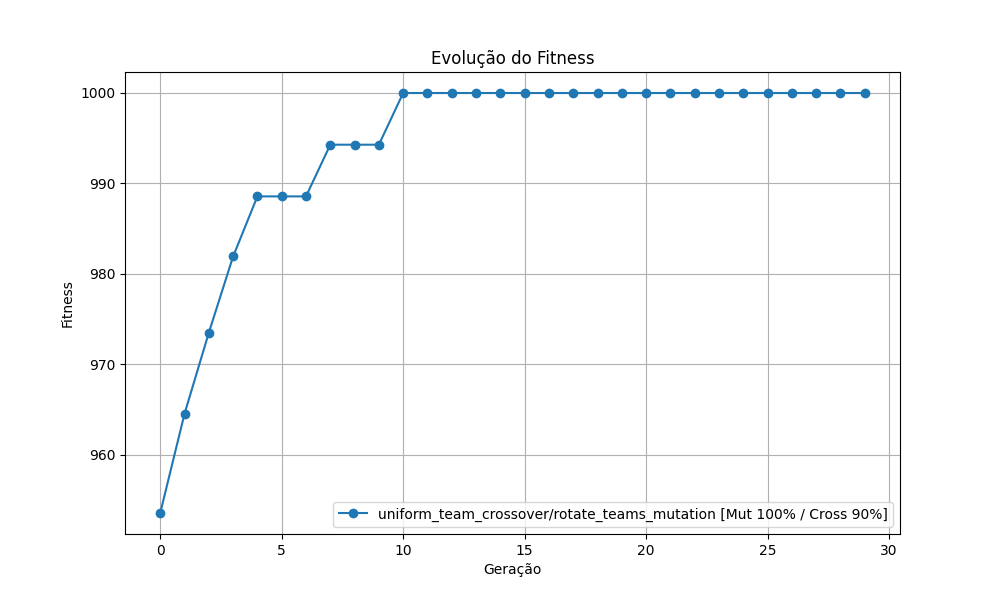 Evolução do Fitness
Fitness
1000
990
980
970
960
uniform_team_crossover/rotate_teams_mutation [Mut 100% / Cross 90%]
0 5 10 15 20 25 30
Geração